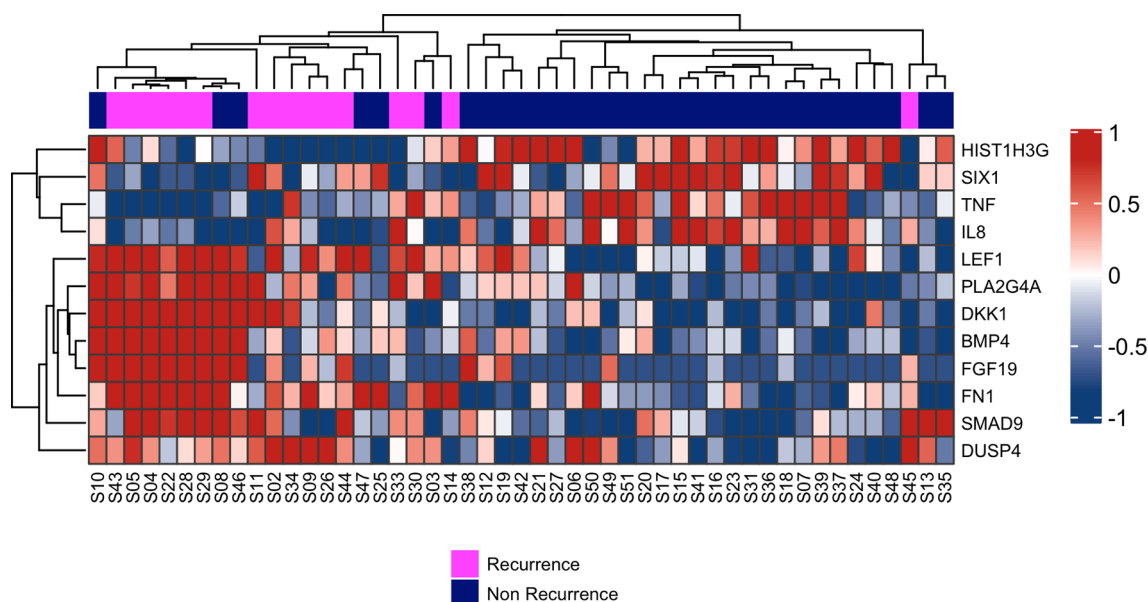 HIST1H3G
SIX1
TNF
IL8
LEF1
PLA2G4A
DKK1
BMP4
FGF19
FN1
SMAD9
DUSP4
1
0.5
0
-0.5
-1
S10 S43 S05 S04 S22 S28 S29 S08 S46 S11 S02 S34 S09 S26 S44 S47 S25 S33 S30 S03 S14 S38 S12 S19 S42 S21 S27 S06 S50 S49 S51 S20 S17 S15 S41 S16 S23 S31 S36 S18 S07 S39 S37 S24 S40 S48 S45 S13 S35
Recurrence
Non Recurrence